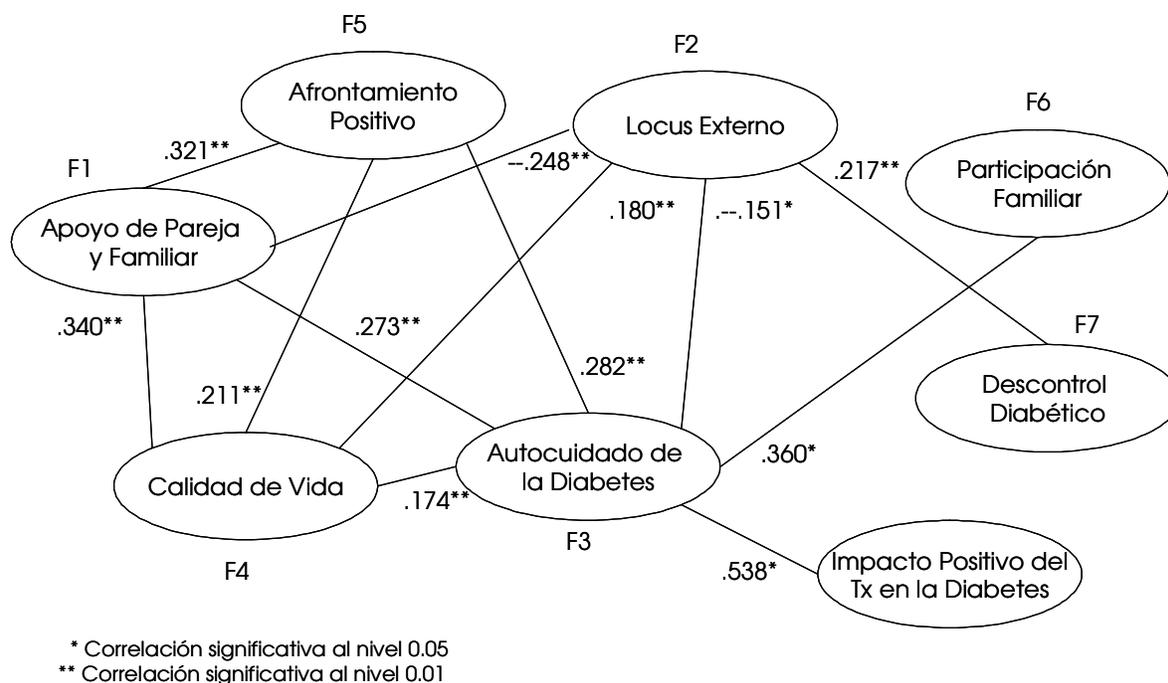 F5
Afrontamiento
Positivo
F2
Locus Externo
F6
Participación
Familiar
.321**
--.248**
.217**
F1
Apoyo de Pareja
y Familiar
.180**
.--.151*
.340**
.273**
F7
Descontrol
Diabético
.282**
.211**
Calidad de Vida
Autocuidado de
la Diabetes
.360*
.174**
F3
F4
.538*
Impacto Positivo del
Tx en la Diabetes
* Correlación significativa al nivel 0.05
** Correlación significativa al nivel 0.01